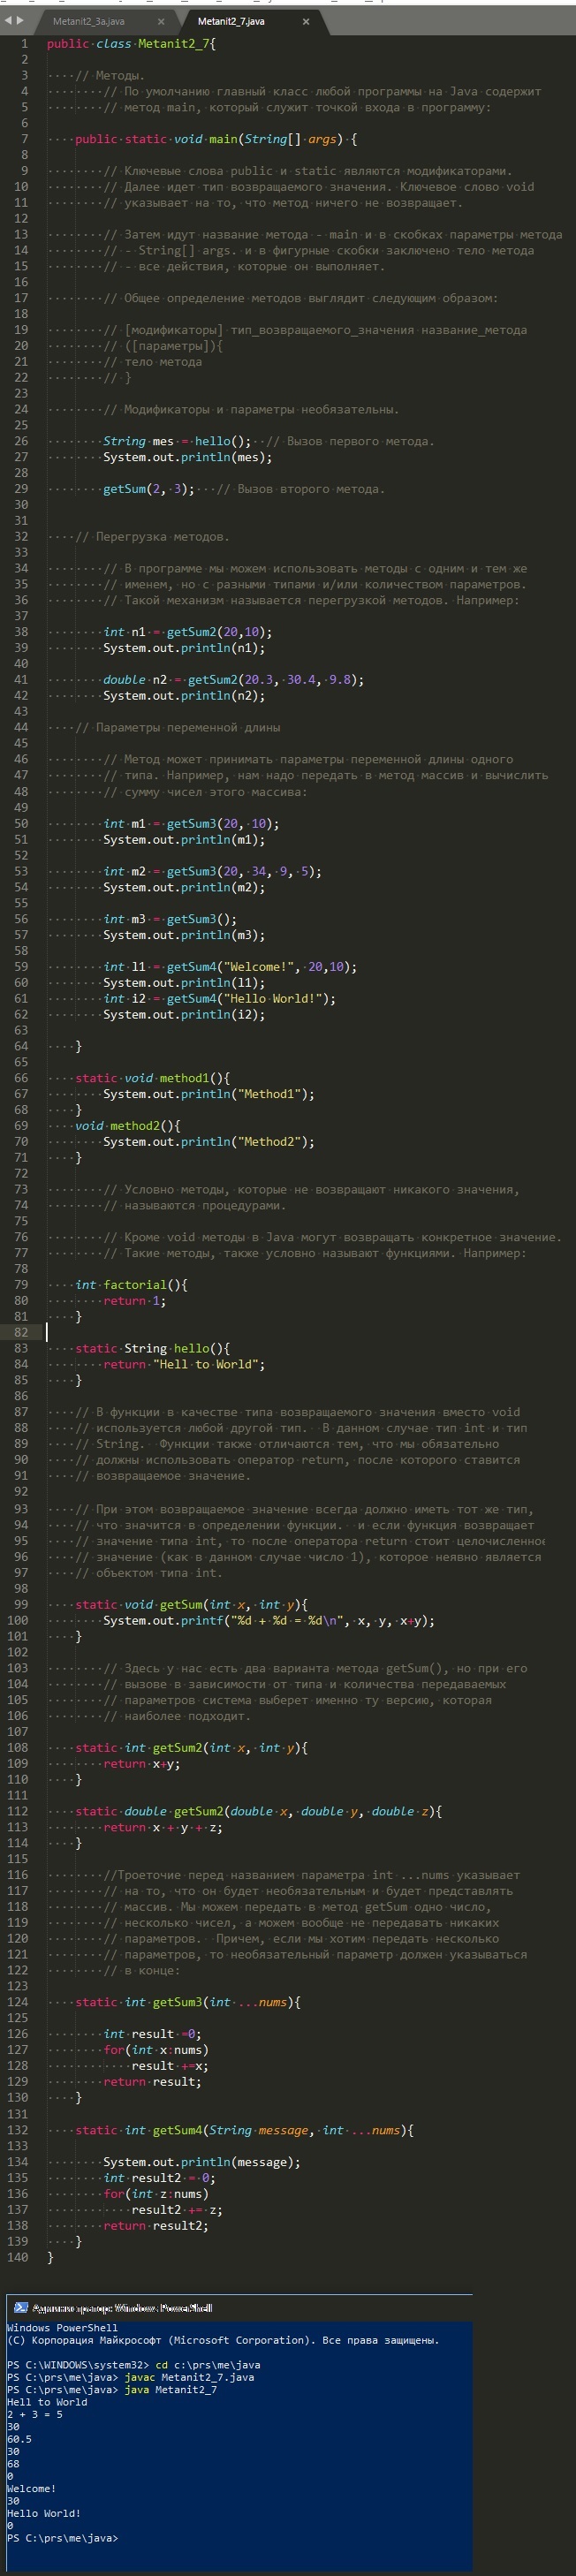 Metanit2_3a.java × Metanit2_7.java ×
1 public class Metanit2_7{
2
3 // Методы.
4 // По умолчанию главный класс любой программы на Java содержит
5 // метод main, который служит точкой входа в программу:
6
7 public static void main(String[] args) {
8
9 // Ключевые слова public и static являются модификаторами.
10 // Далее идет тип возвращаемого значения. Ключевое слово void
11 // указывает на то, что метод ничего не возвращает.
12
13 // Затем идут название метода - main и в скобках параметры метода
14 // - String[] args. и в фигурные скобки заключено тело метода
15 // - все действия, которые он выполняет.
16
17 // Общее определение методов выглядит следующим образом:
18
19 // [модификаторы] тип_возвращаемого_значения название_метода
20 // ([параметры]){
21 // тело метода
22 // }
23
24 // Модификаторы и параметры необязательны.
25
26 String mes = hello(); // Вызов первого метода.
27 System.out.println(mes);
28
29 getSum(2, 3); // Вызов второго метода.
30
31
32 // Перегрузка методов.
33
34 // В программе мы можем использовать методы с одним и тем же
35 // именем, но с разными типами и/или количеством параметров.
36 // Такой механизм называется перегрузкой методов. Например:
37
38 int n1 = getSum2(20,10);
39 System.out.println(n1);
40
41 double n2 = getSum2(20.3, 30.4, 9.8);
42 System.out.println(n2);
43
44 // Параметры переменной длины
45
46 // Метод может принимать параметры переменной длины одного
47 // типа. Например, нам надо передать в метод массив и вычислить
48 // сумму чисел этого массива:
49
50 int m1 = getSum3(20, 10);
51 System.out.println(m1);
52
53 int m2 = getSum3(20, 34, 9, 5);
54 System.out.println(m2);
55
56 int m3 = getSum3();
57 System.out.println(m3);
58
59 int l1 = getSum4("Welcome!", 20,10);
60 System.out.println(l1);
61 int i2 = getSum4("Hello World!");
62 System.out.println(i2);
63
64 }
65
66 static void method1(){
67 System.out.println("Method1");
68 }
69 void method2(){
70 System.out.println("Method2");
71 }
72
73 // Условно методы, которые не возвращают никакого значения,
74 // называются процедурами.
75
76 // Кроме void методы в Java могут возвращать конкретное значение.
77 // Такие методы, также условно называют функциями. Например:
78
79 int factorial(){
80 return 1;
81 }
82
83 static String hello(){
84 return "Hell to World";
85 }
86
87 // В функции в качестве типа возвращаемого значения вместо void
88 // используется любой другой тип. В данном случае тип int и тип
89 // String. Функции также отличаются тем, что мы обязательно
90 // должны использовать оператор return, после которого ставится
91 // возвращаемое значение.
92
93 // При этом возвращаемое значение всегда должно иметь тот же тип,
94 // что значится в определении функции. и если функция возвращает
95 // значение типа int, то после оператора return стоит целочисленное
96 // значение (как в данном случае число 1), которое неявно является
97 // объектом типа int.
98
99 static void getSum(int x, int y){
100 System.out.printf("%d + %d = %d\n", x, y, x+y);
101 }
102
103 // Здесь у нас есть два варианта метода getSum(), но при его
104 // вызове в зависимости от типа и количества передаваемых
105 // параметров система выберет именно ту версию, которая
106 // наиболее подходит.
107
108 static int getSum2(int x, int y){
109 return x+y;
110 }
111
112 static double getSum2(double x, double y, double z){
113 return x + y + z;
114 }
115
116 //Троеточие перед названием параметра int ...nums указывает
117 // на то, что он будет необязательным и будет представлять
118 // массив. Мы можем передать в метод getSum одно число,
119 // несколько чисел, а можем вообще не передавать никаких
120 // параметров. Причем, если мы хотим передать несколько
121 // параметров, то необязательный параметр должен указываться
122 // в конце:
123
124 static int getSum3(int ...nums){
125
126 int result =0;
127 for(int x:nums)
128 result +=x;
129 return result;
130 }
131
132 static int getSum4(String message, int ...nums){
133
134 System.out.println(message);
135 int result2 = 0;
136 for(int z:nums)
137 result2 += z;
138 return result2;
139 }
140 }
Администратор: Windows PowerShell
Windows PowerShell
(C) Корпорация Майкрософт (Microsoft Corporation). Все права защищены.
PS C:\WINDOWS\system32> cd c:\prs\me\java
PS C:\prs\me\java> javac Metanit2_7.java
PS C:\prs\me\java> java Metanit2_7
Hell to World
2 + 3 = 5
30
60.5
30
68
0
Welcome!
30
Hello World!
0
PS C:\prs\me\java>